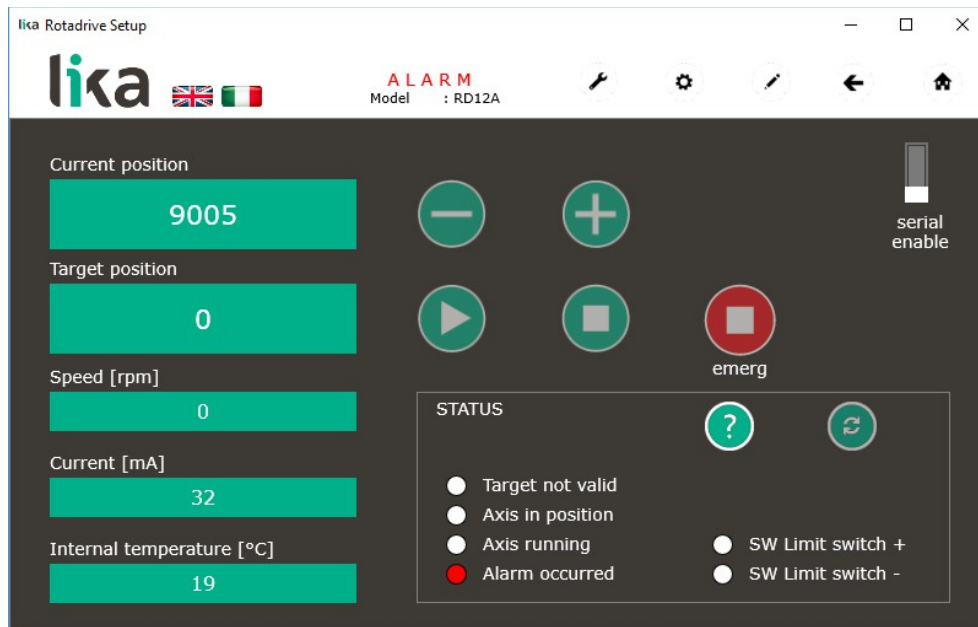 lika Rotadrive Setup
lika
ALARM
Model : RD12A
Current position
9005
serial
enable
Target position
0
emerg
Speed [rpm]
0
STATUS
?
Current [mA]
32
Target not valid
Axis in position
Axis running
SW Limit switch +
Alarm occurred
SW Limit switch -
Internal temperature [°C]
19